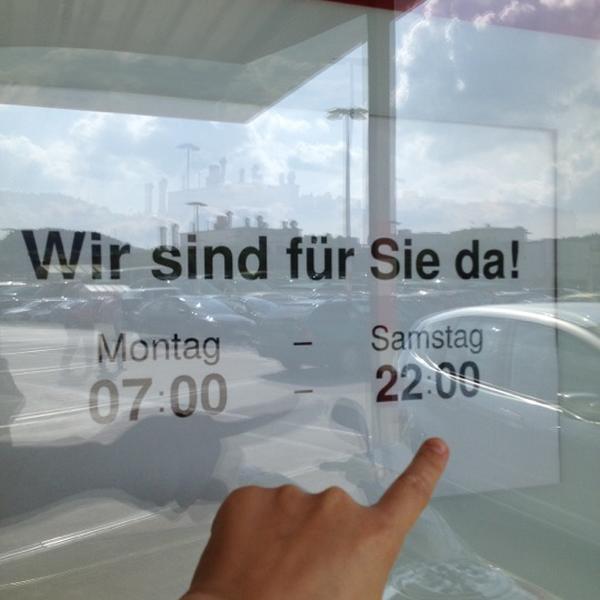 Wir sind für Sie da!
Montag – Samstag
07:00 – 22:00